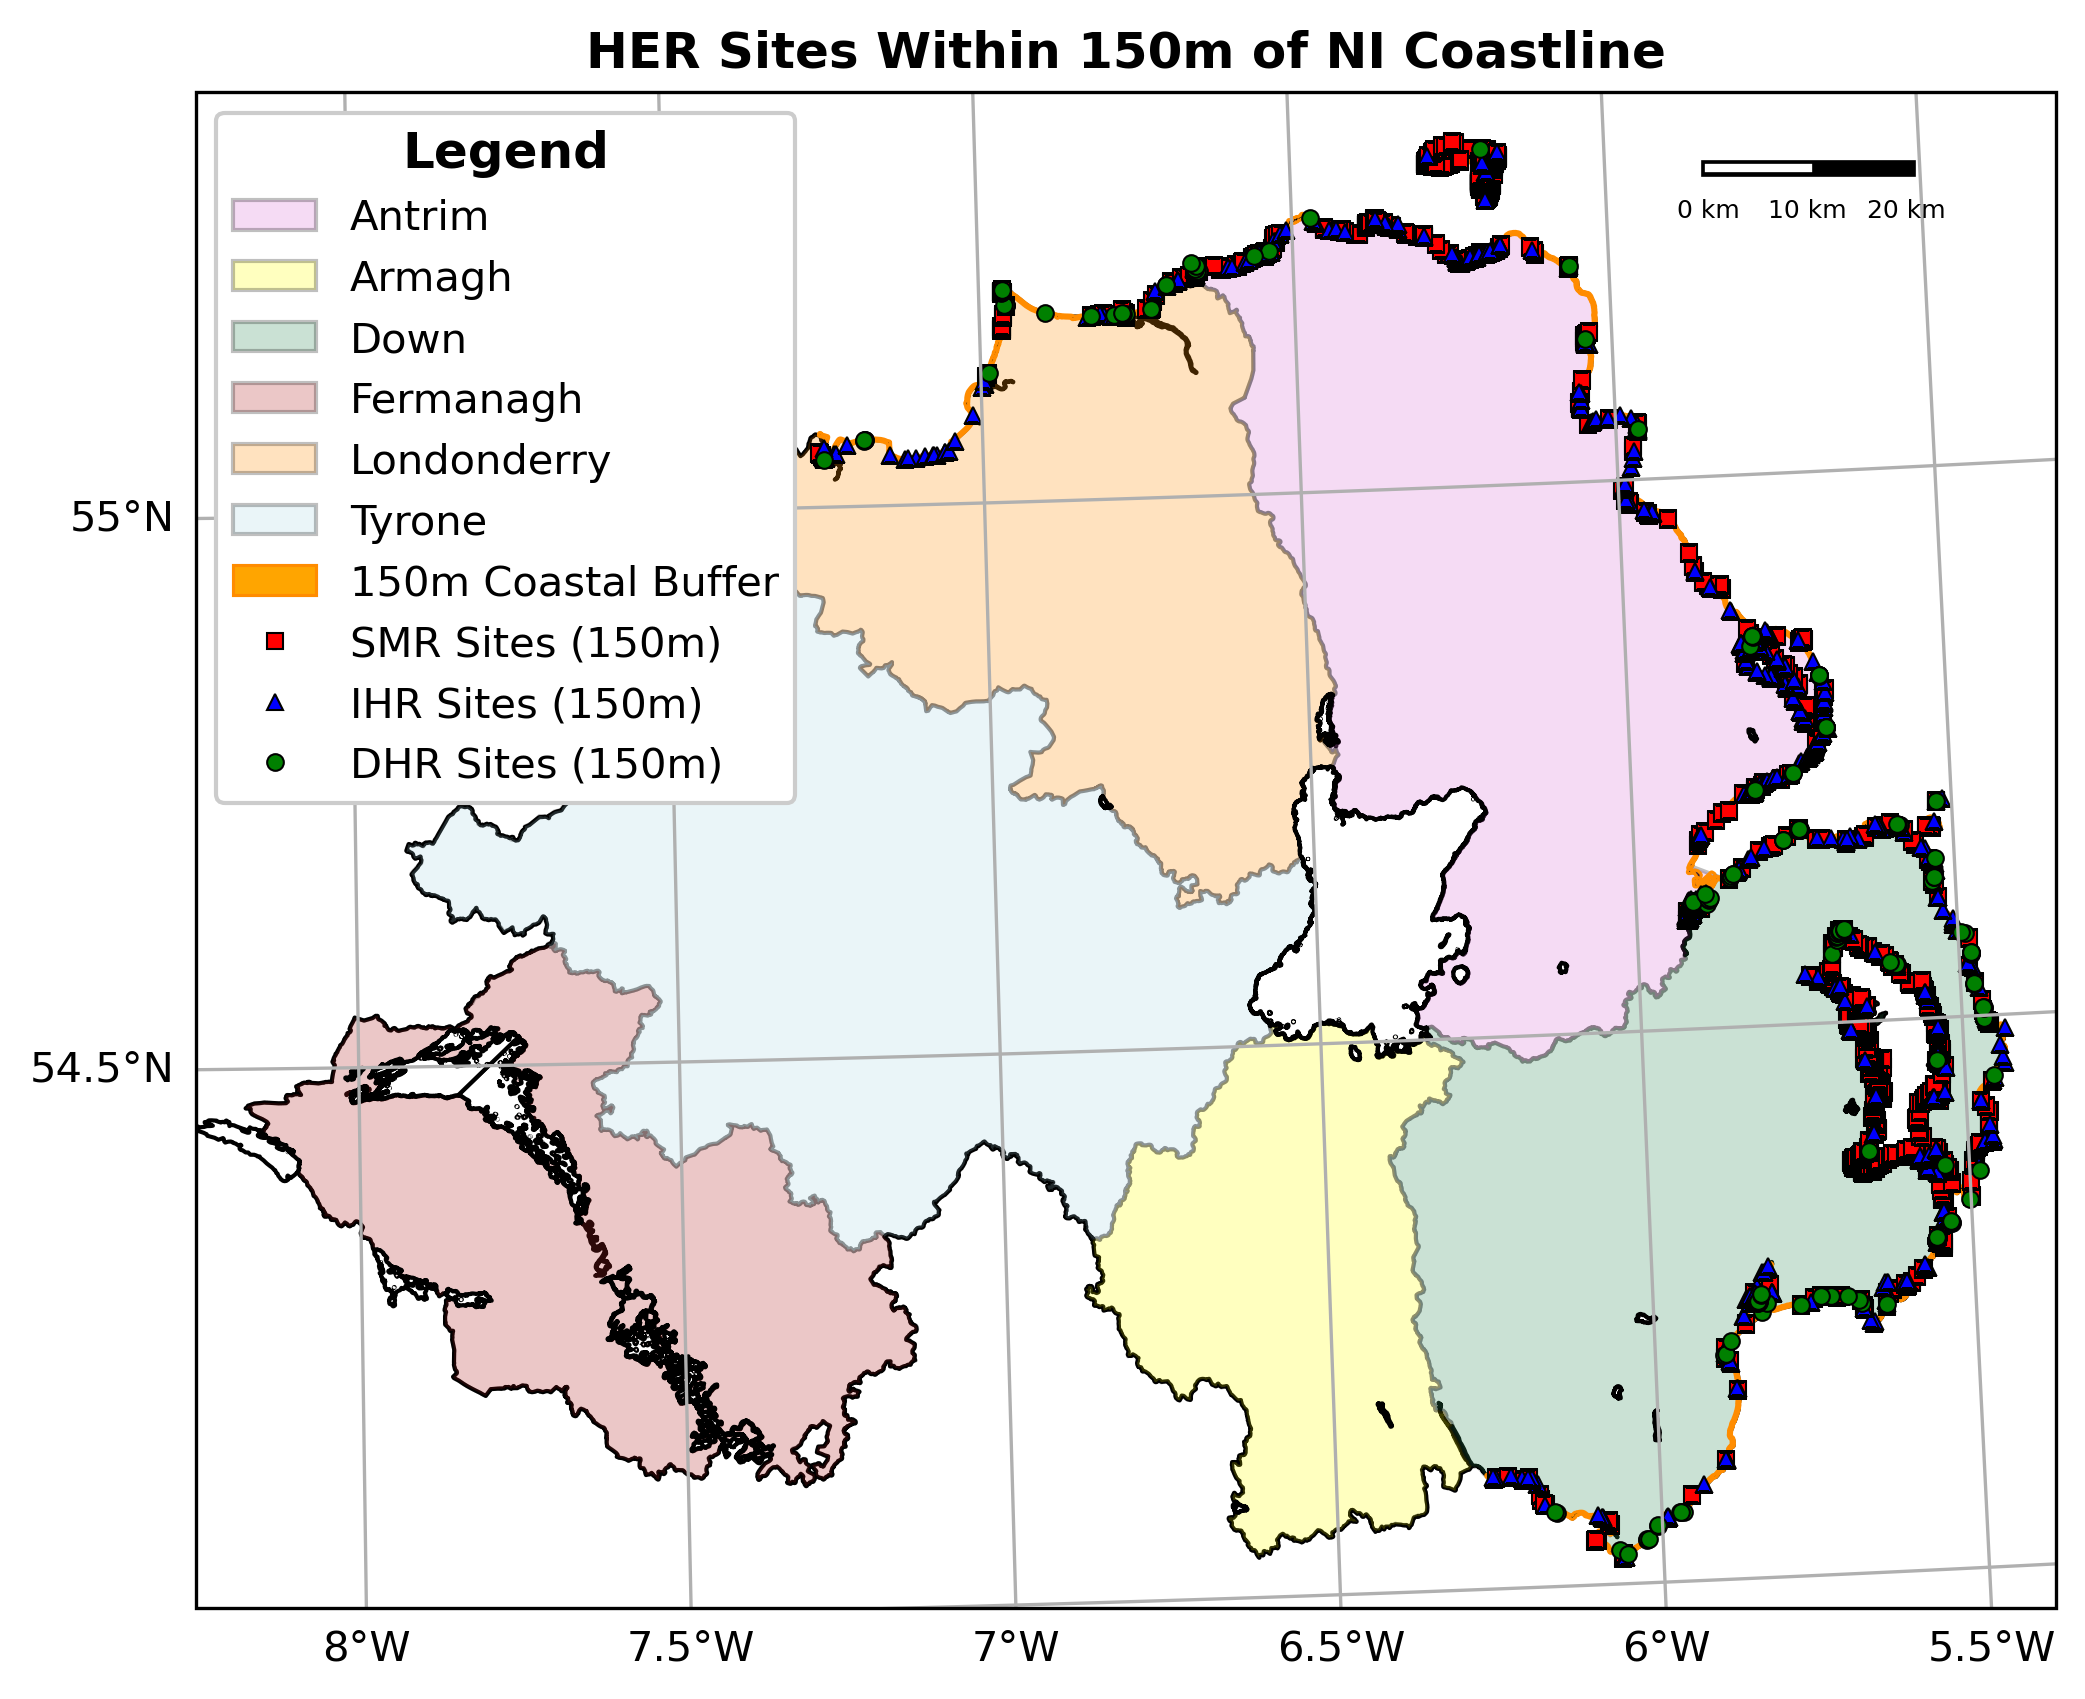 HER Sites Within 150m of NI Coastline
Legend
Antrim
Armagh
Down
Fermanagh
Londonderry
Tyrone
150m Coastal Buffer
SMR Sites (150m)
IHR Sites (150m)
DHR Sites (150m)
0 km 10 km 20 km
55°N
54.5°N
8°W 7.5°W 7°W 6.5°W 6°W 5.5°W